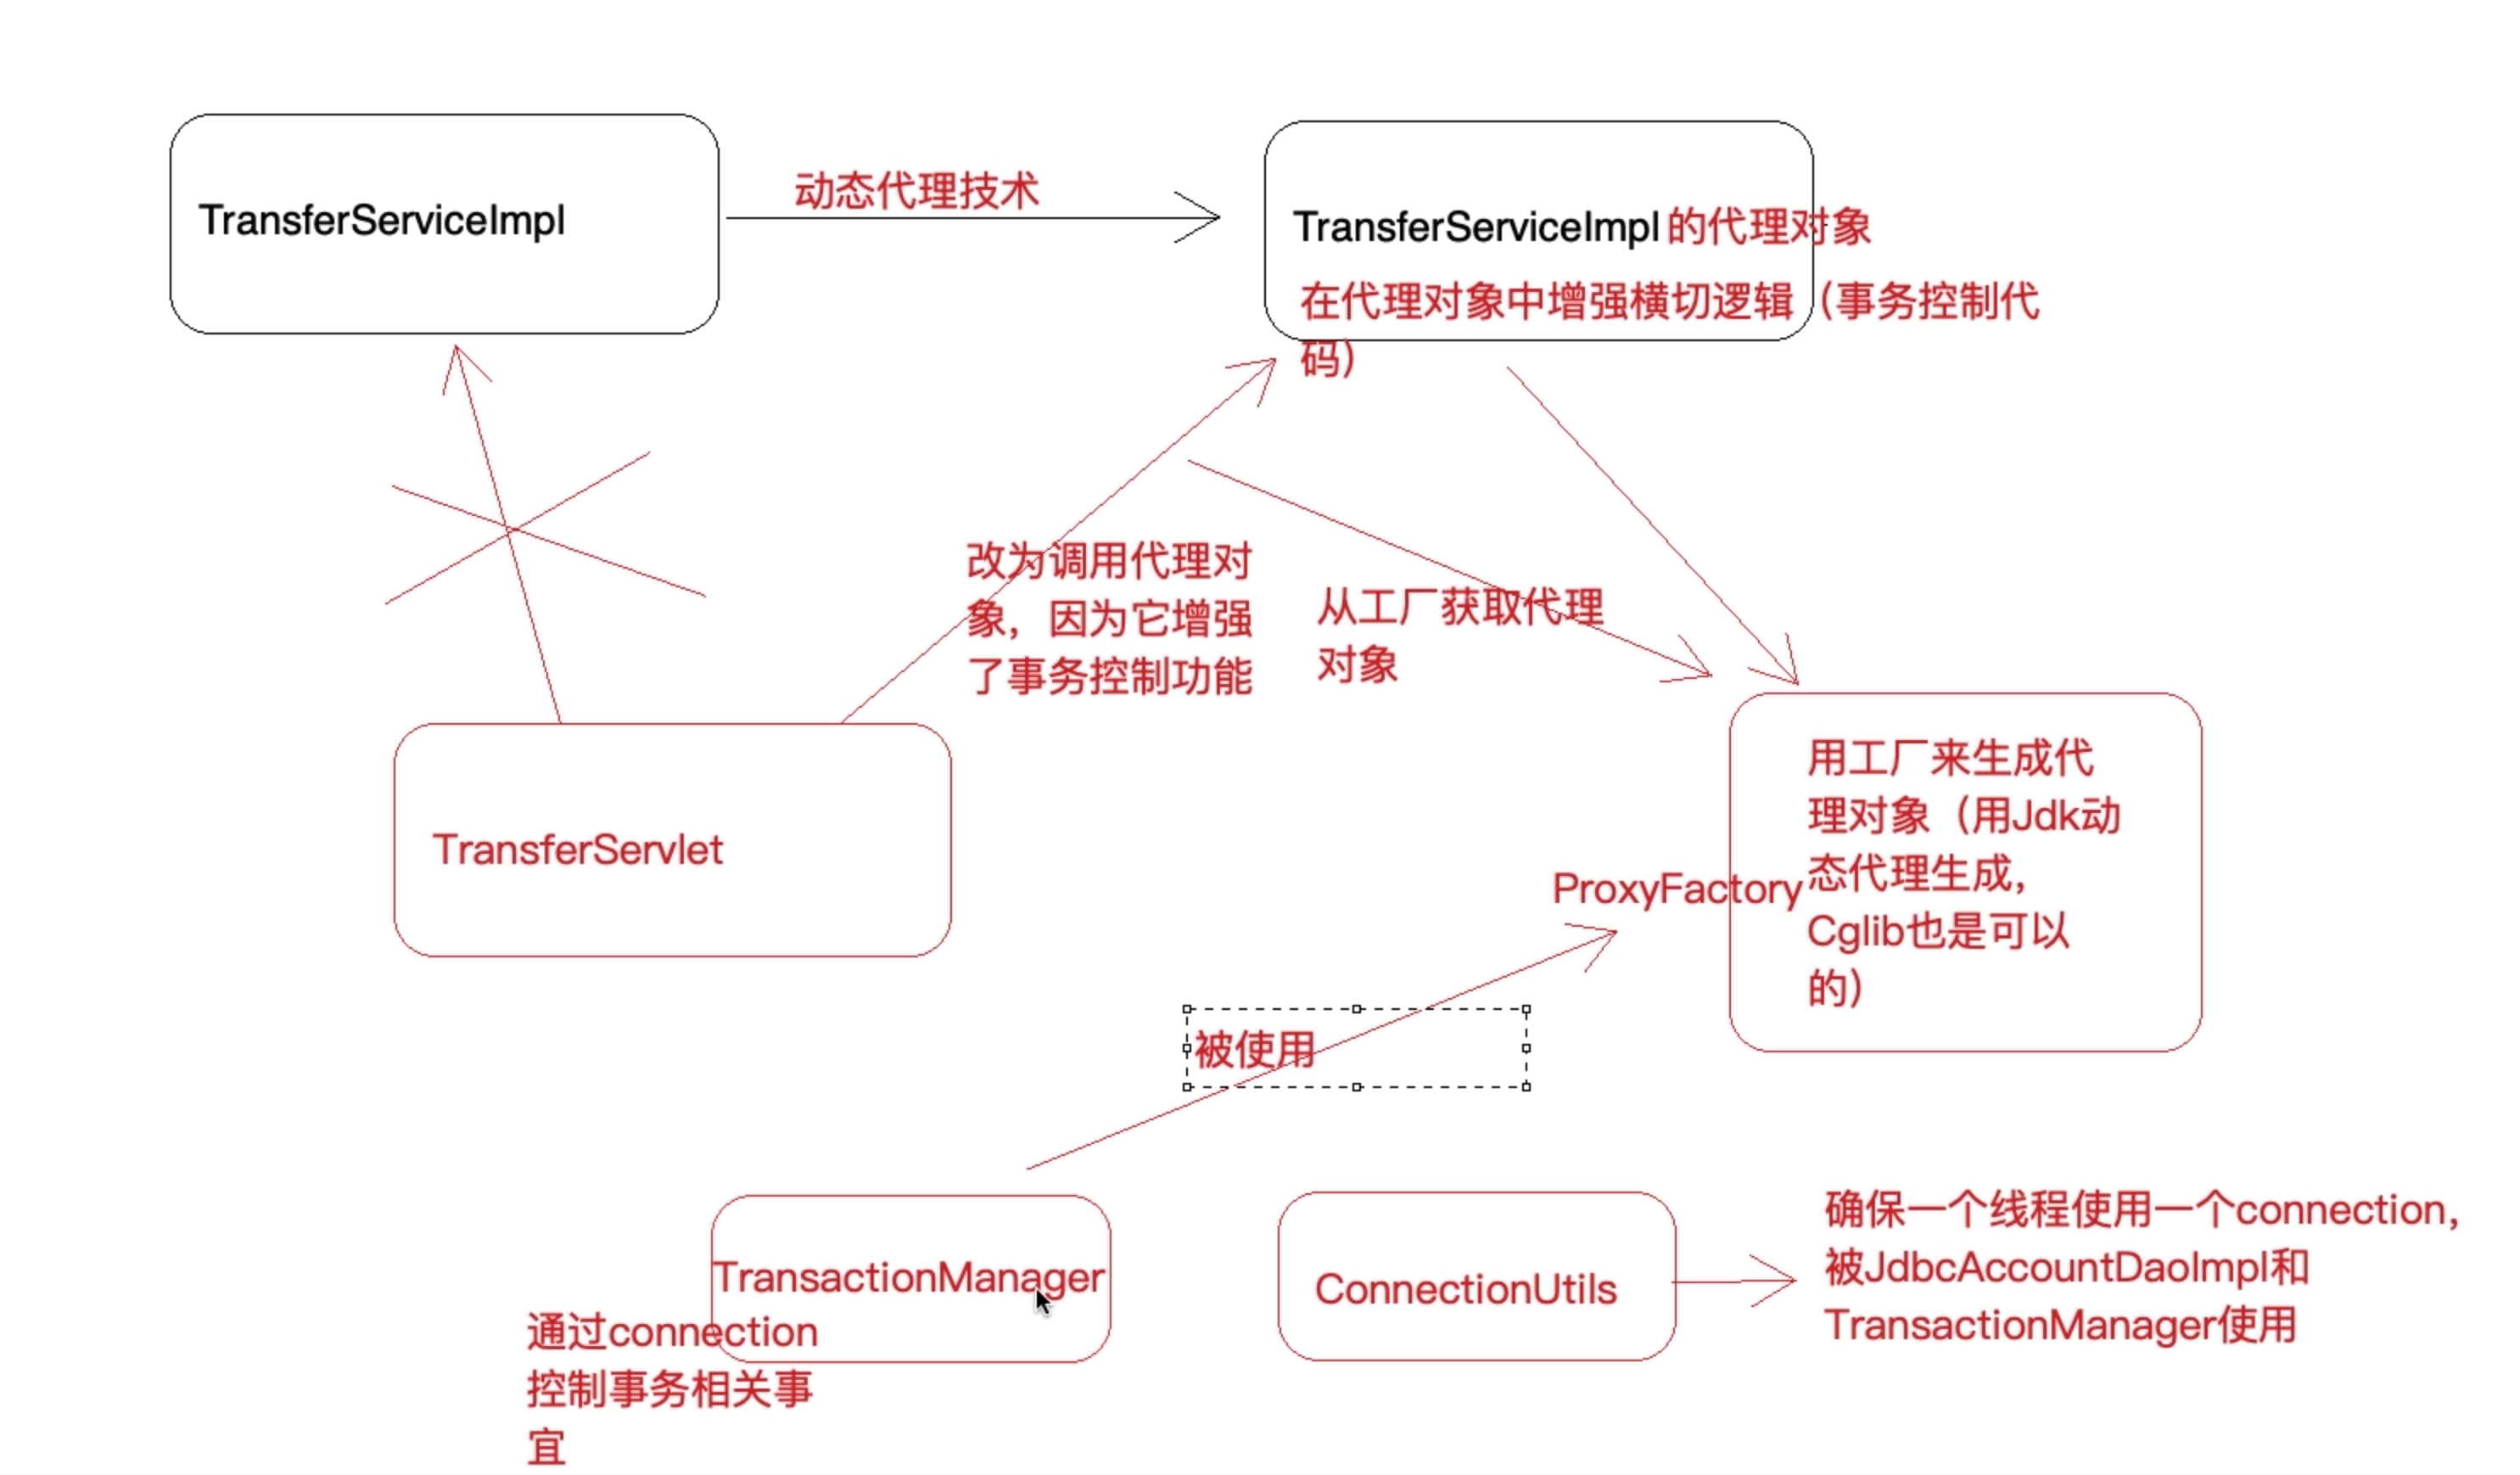 动态代理技术
TransferServiceImpl
TransferServiceImpl 的代理对象
在代理对象中增强横切逻辑（事务控制代
码）
改为调用代理对
象，因为它增强
了事务控制功能
从工厂获取代理
对象
TransferServlet
用工厂来生成代
理对象（用Jdk动
态代理生成，
Cglib也是可以
的）
ProxyFactory
被使用
TransactionManager
通过connection
控制事务相关事
宜
ConnectionUtils
确保一个线程使用一个connection，
被JdbcAccountDaoImpl和
TransactionManager使用